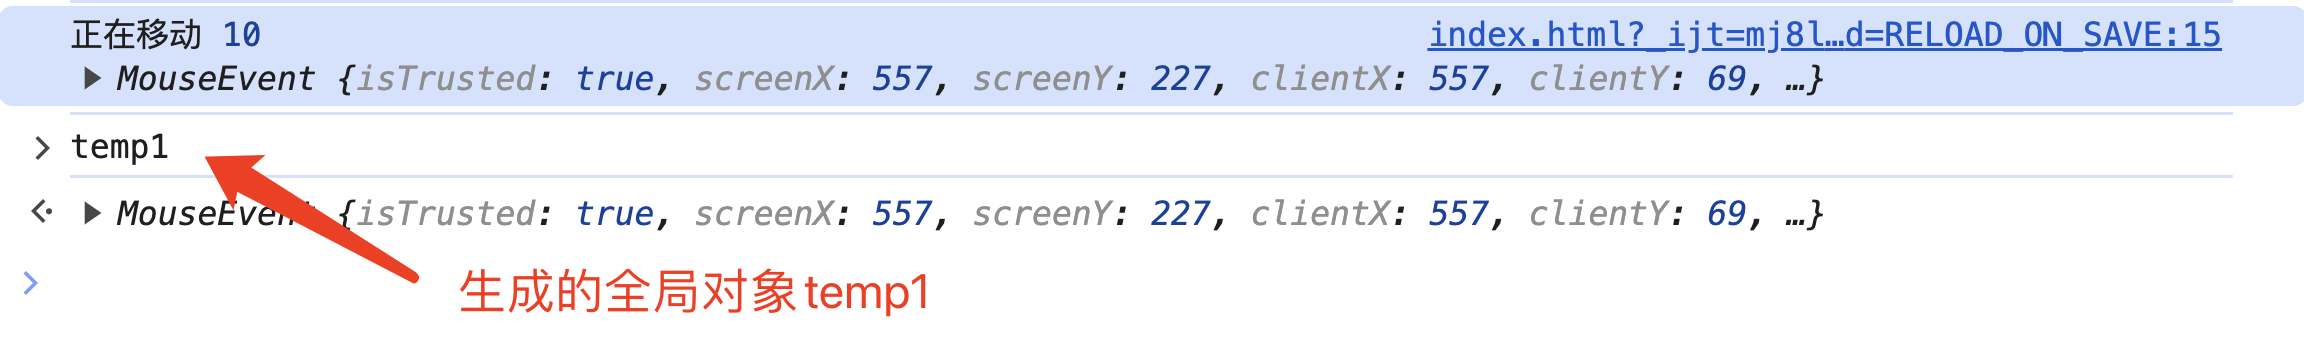 正在移动 10 index.html?_ijt=mj8l…d=RELOAD_ON_SAVE:15
▶ MouseEvent {isTrusted: true, screenX: 557, screenY: 227, clientX: 557, clientY: 69, …}
> temp1
▶ MouseEvent {isTrusted: true, screenX: 557, screenY: 227, clientX: 557, clientY: 69, …}
生成的全局对象temp1